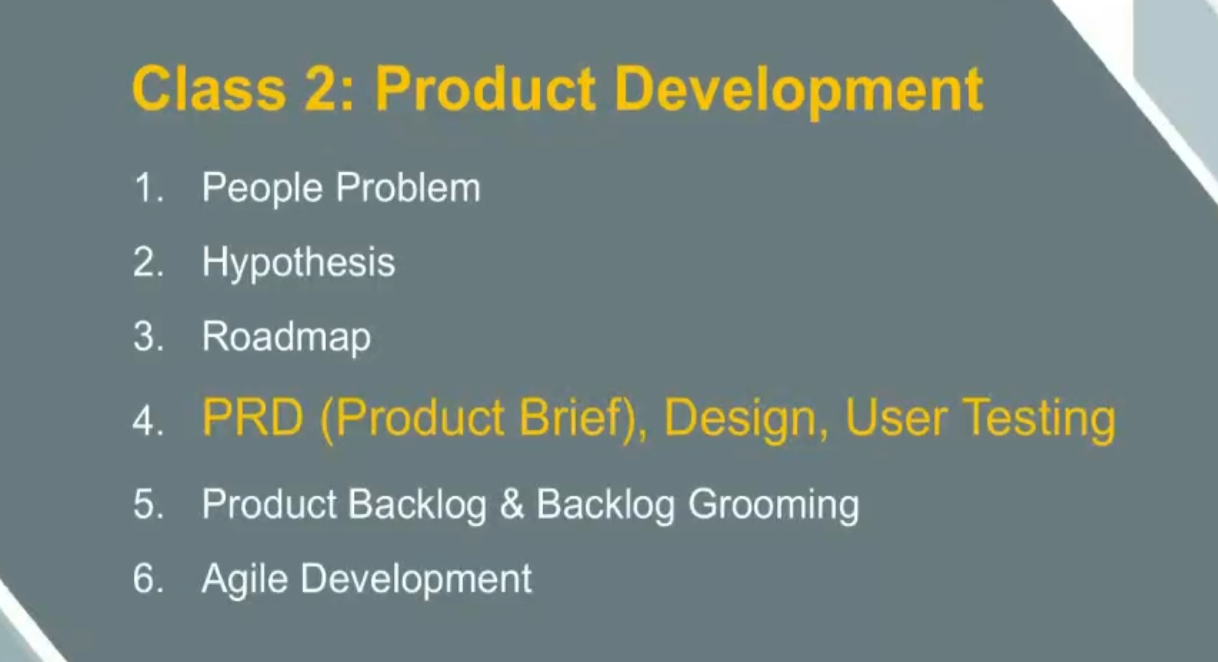 Class 2: Product Development
1. People Problem
2. Hypothesis
3. Roadmap
4. PRD (Product Brief), Design, User Testing
5. Product Backlog & Backlog Grooming
6. Agile Development